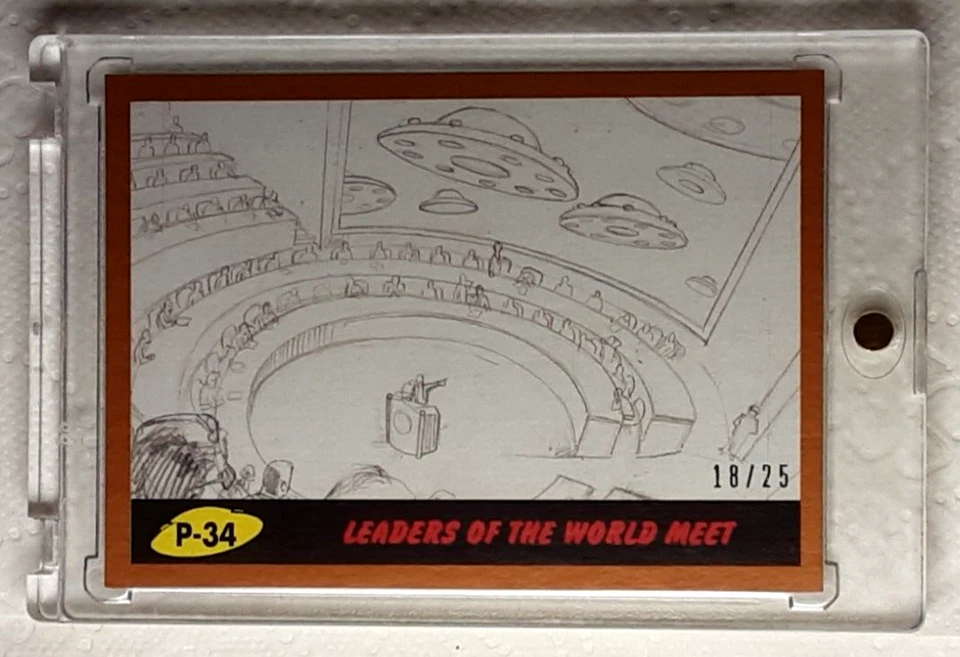 18/25
P-34
LEADERS OF THE WORLD MEET